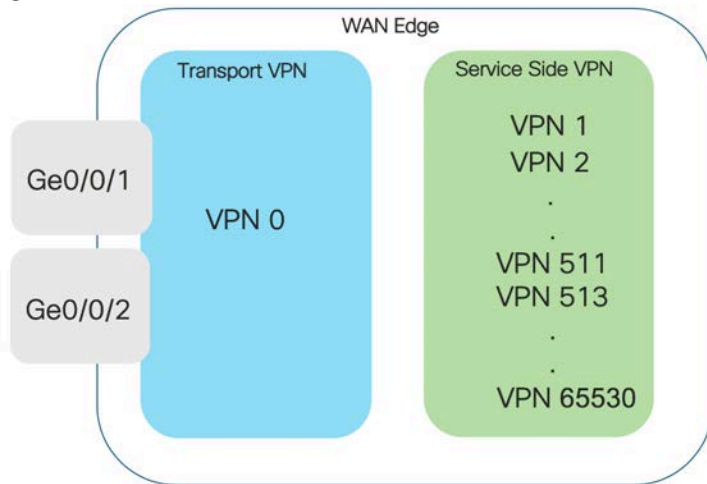 WAN Edge
Transport VPN
Service Side VPN
Ge0/0/1
Ge0/0/2
VPN 0
VPN 1
VPN 2
.
.
VPN 511
VPN 513
.
.
VPN 65530